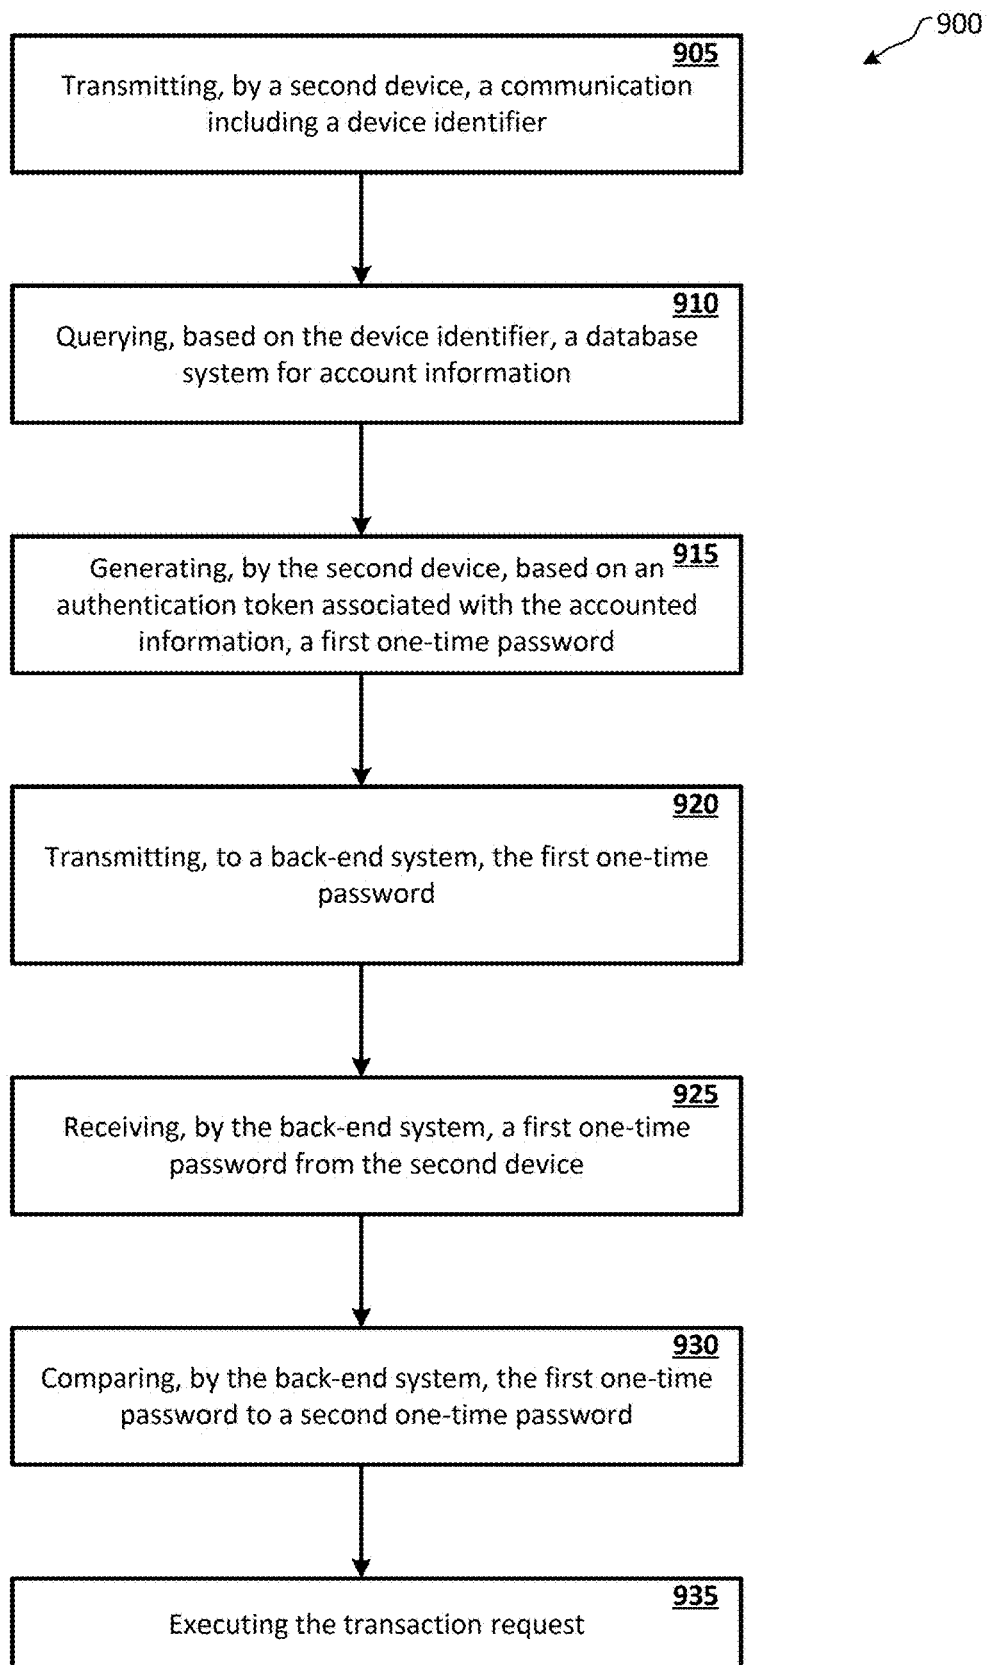 900
905
Transmitting, by a second device, a communication
including a device identifier
910
Querying, based on the device identifier, a database
system for account information
915
Generating, by the second device, based on an
authentication token associated with the accounted
information, a first one-time password
920
Transmitting, to a back-end system, the first one-time
password
925
Receiving, by the back-end system, a first one-time
password from the second device
930
Comparing, by the back-end system, the first one-time
password to a second one-time password
935
Executing the transaction request